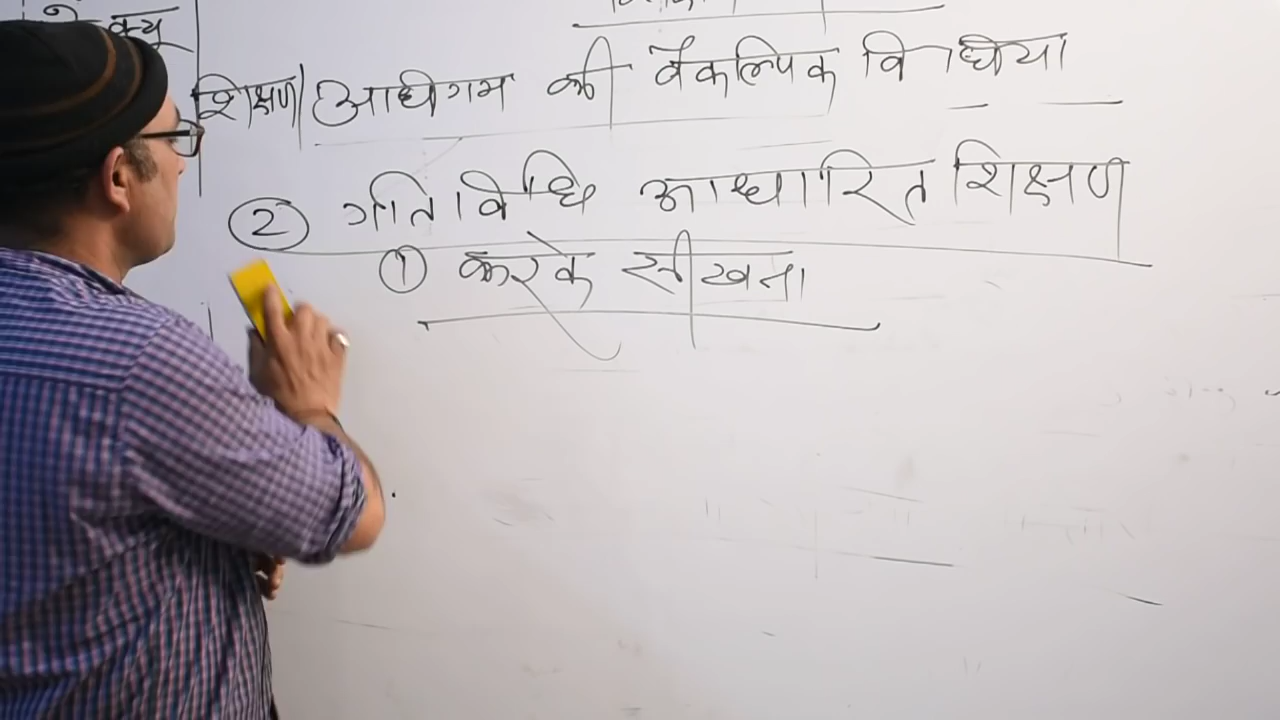 क्यू
शिक्षण/आधीगम की वैकल्पिक विधियाँ
② गतिविधि आधारित शिक्षण
① करके सीखना